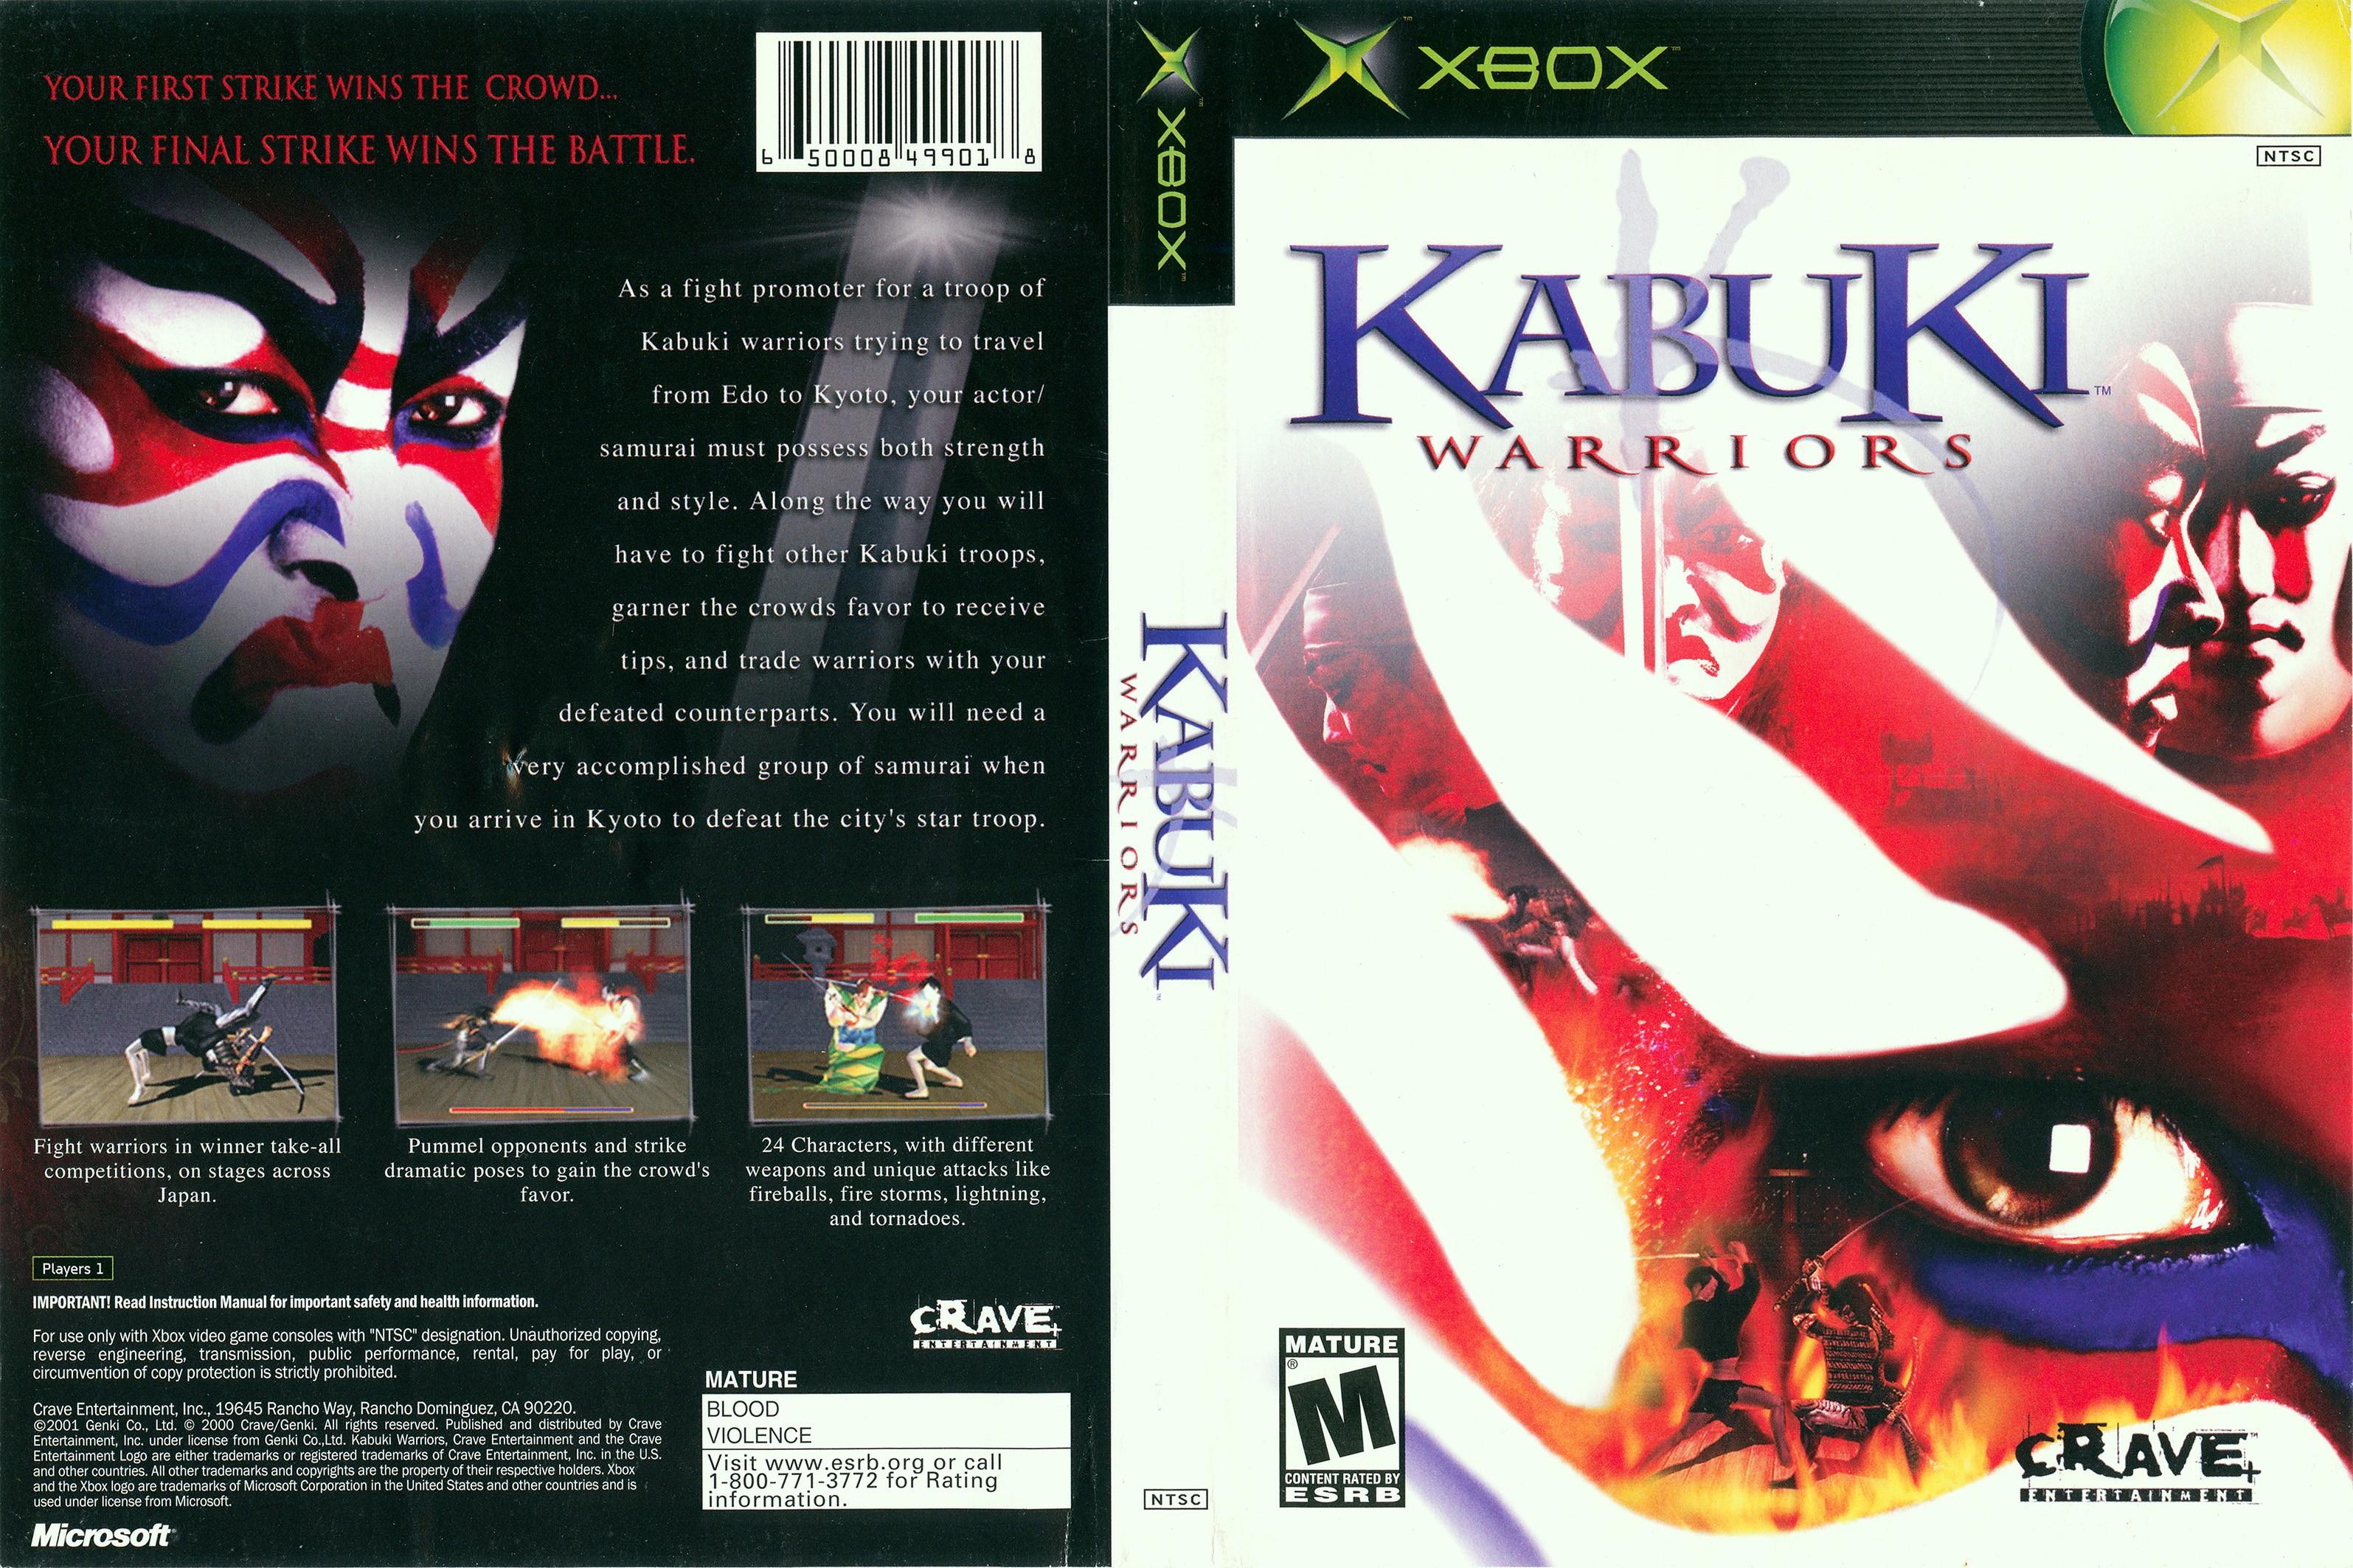 YOUR FIRST STRIKE WINS THE CROWD...
YOUR FINAL STRIKE WINS THE BATTLE.
6 50008 49901 8
As a fight promoter for a troop of
Kabuki warriors trying to travel
from Edo to Kyoto, your actor/
samurai must possess both strength
and style. Along the way you will
have to fight other Kabuki troops,
garner the crowds favor to receive
tips, and trade warriors with your
defeated counterparts. You will need a
very accomplished group of samurai when
you arrive in Kyoto to defeat the city's star troop.
Fight warriors in winner take-all
competitions, on stages across
Japan.
Pummel opponents and strike
dramatic poses to gain the crowd's
favor.
24 Characters, with different
weapons and unique attacks like
fireballs, fire storms, lightning,
and tornadoes.
Players 1
IMPORTANT! Read Instruction Manual for important safety and health information.
For use only with Xbox video game consoles with "NTSC" designation. Unauthorized copying,
reverse engineering, transmission, public performance, rental, pay for play, or
circumvention of copy protection is strictly prohibited.
Crave Entertainment, Inc., 19645 Rancho Way, Rancho Dominguez, CA 90220.
©2001 Genki Co., Ltd. © 2000 Crave/Genki. All rights reserved. Published and distributed by Crave
Entertainment, Inc. under license from Genki Co.,Ltd. Kabuki Warriors, Crave Entertainment and the Crave
Entertainment Logo are either trademarks or registered trademarks of Crave Entertainment, Inc. in the U.S.
and other countries. All other trademarks and copyrights are the property of their respective holders. Xbox
and the Xbox logo are trademarks of Microsoft Corporation in the United States and other countries and is
used under license from Microsoft.
Microsoft
CRAVE
ENTERTAINMENT
MATURE
BLOOD
VIOLENCE
Visit www.esrb.org or call
1-800-771-3772 for Rating
information.
XBOX™
KABUKI™
WARRIORS
NTSC
XBOX™
NTSC
KABUKI™
WARRIORS
MATURE
M®
CONTENT RATED BY
ESRB
CRAVE™
ENTERTAINMENT